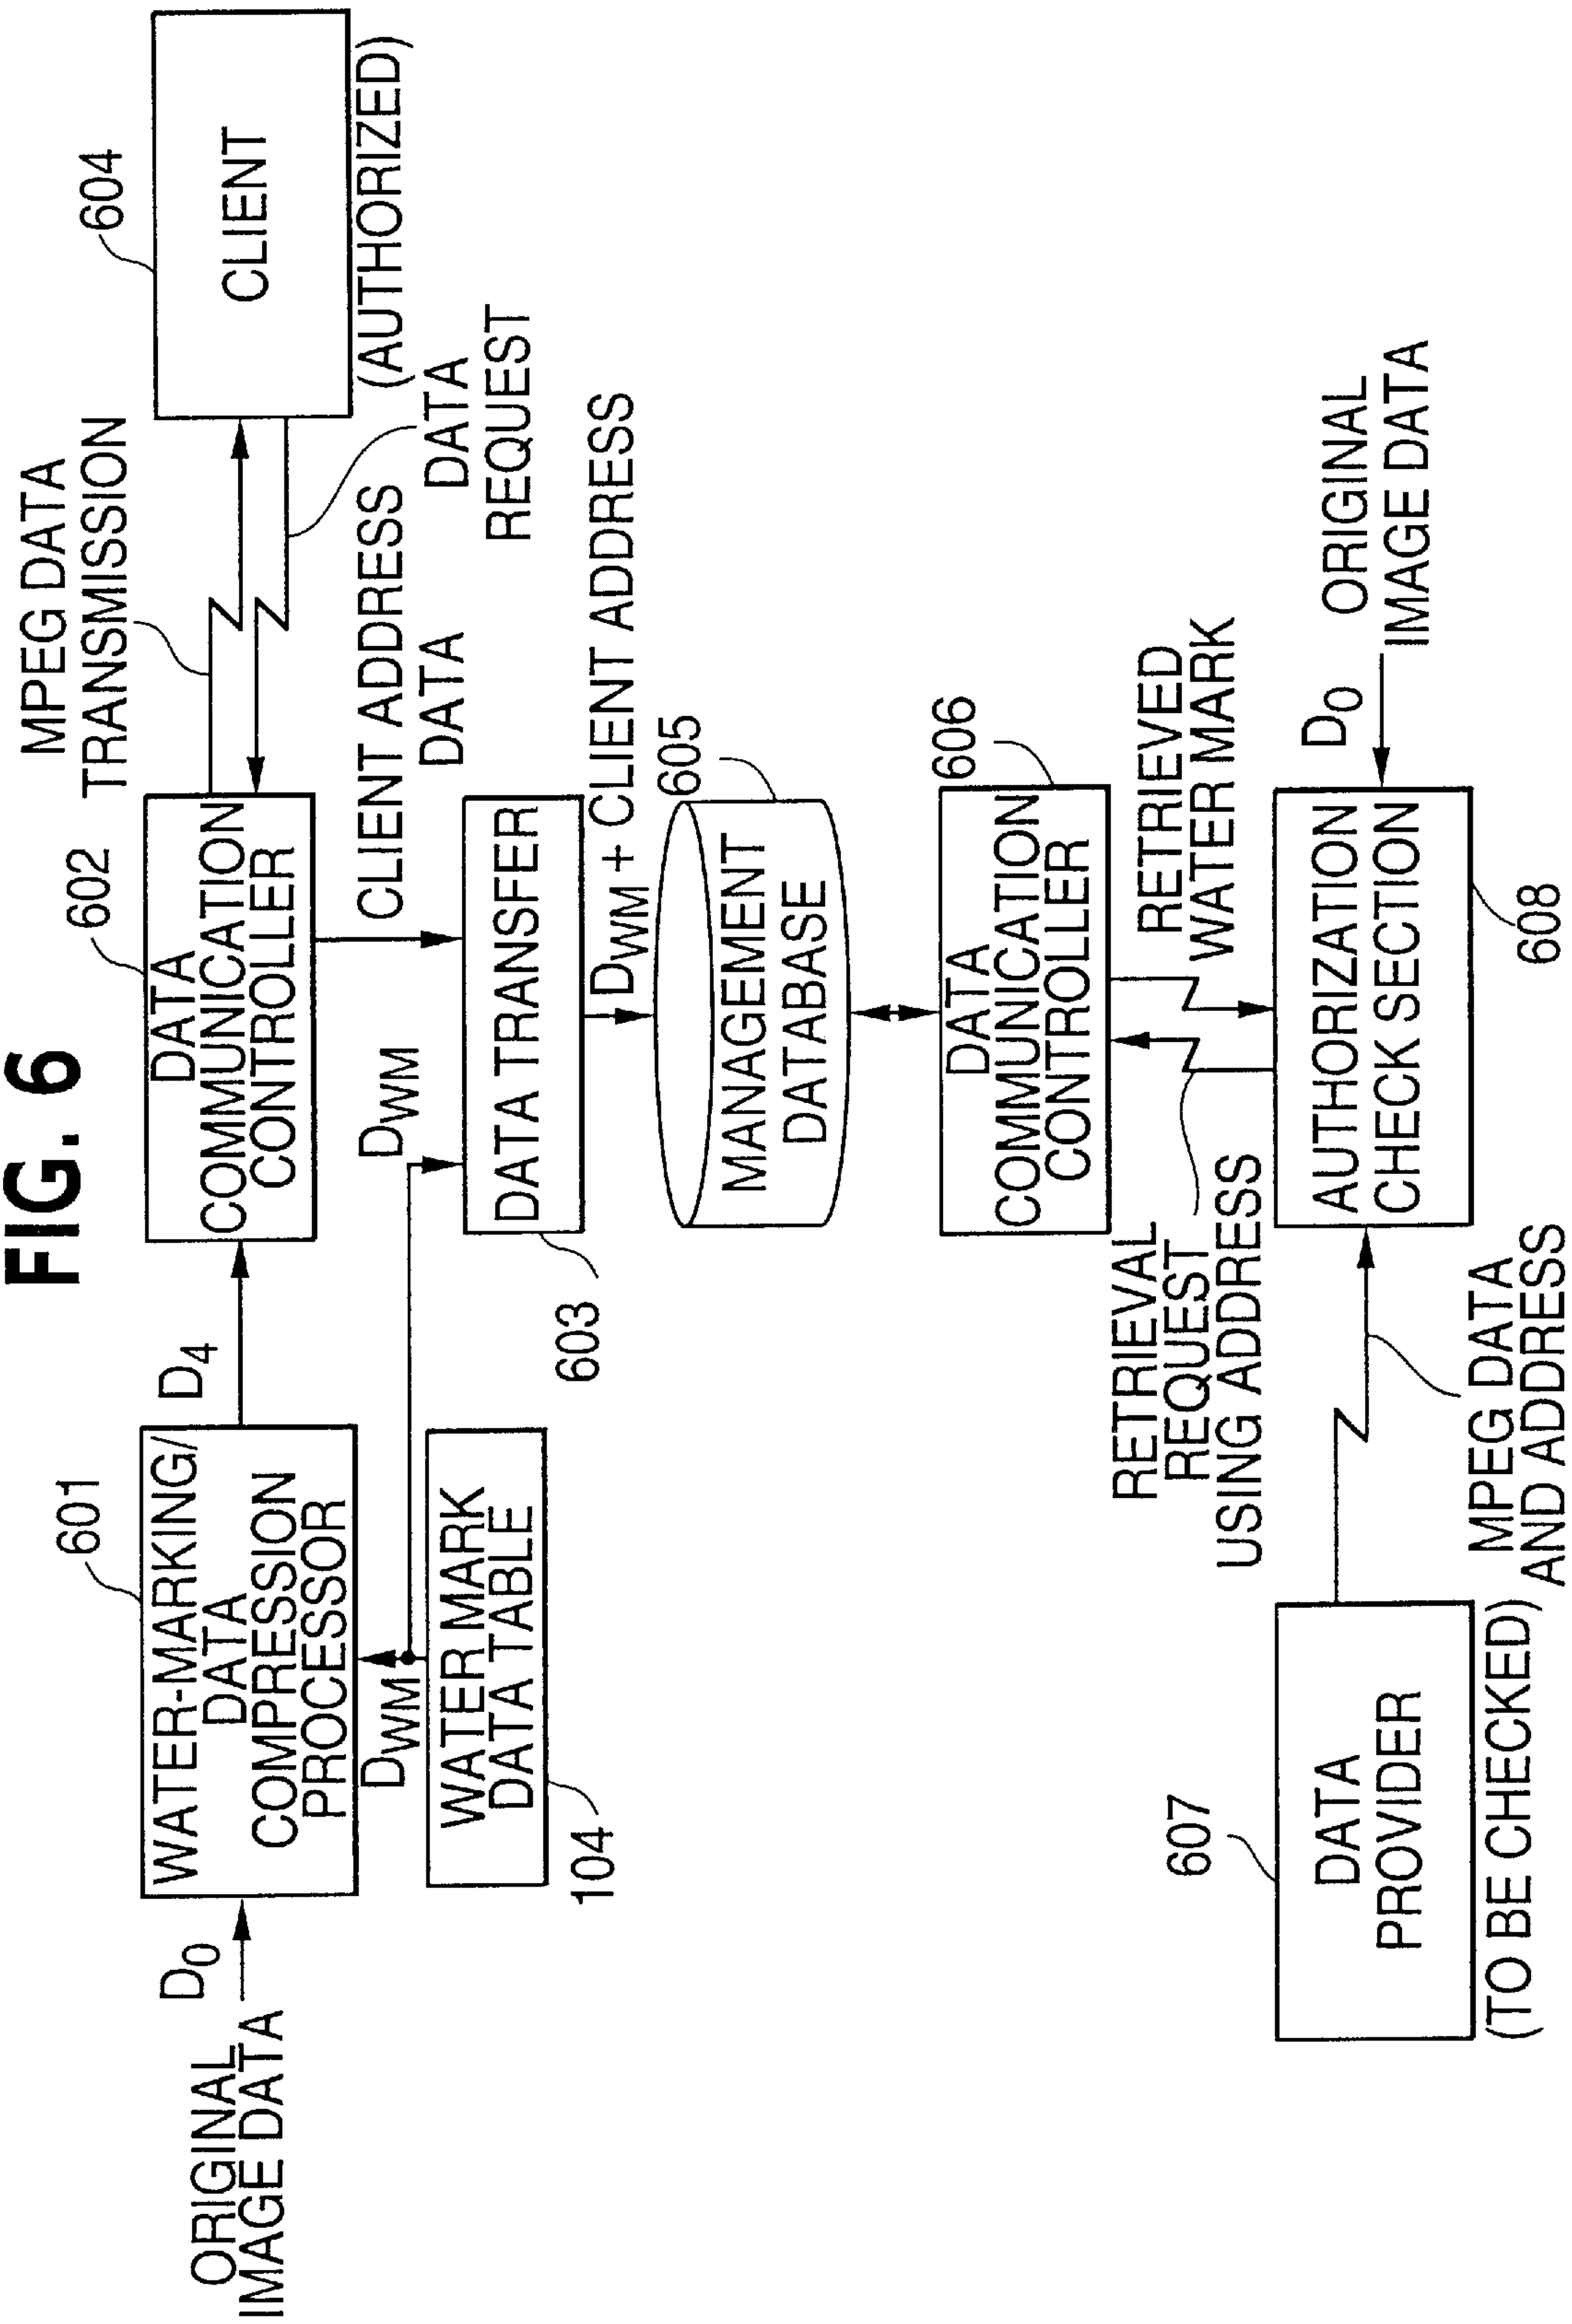 FIG. 6
ORIGINAL
IMAGE DATA
D0
601
WATER-MARKING/
DATA
COMPRESSION
PROCESSOR
D4
602
DATA
COMMUNICATION
CONTROLLER
MPEG DATA
TRANSMISSION
604
CLIENT
(AUTHORIZED)
DATA
REQUEST
CLIENT ADDRESS
DATA
DWM
DWM
WATER MARK
DATA TABLE
104
DATA TRANSFER
603
DWM + CLIENT ADDRESS
605
MANAGEMENT
DATABASE
606
DATA
COMMUNICATION
CONTROLLER
RETRIEVAL
REQUEST
USING ADDRESS
RETRIEVED
WATER MARK
607
DATA
PROVIDER
(TO BE CHECKED)
MPEG DATA
AND ADDRESS
AUTHORIZATION
CHECK SECTION
608
D0
ORIGINAL
IMAGE DATA